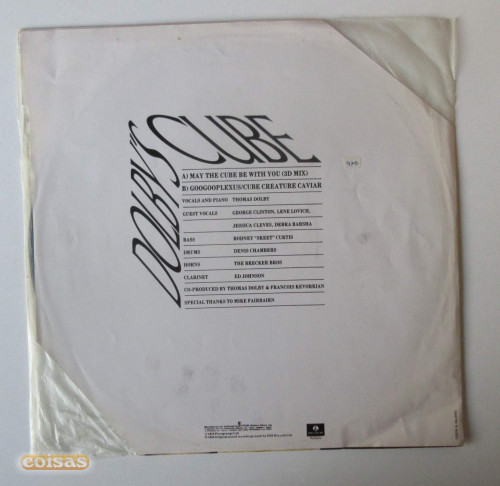 DOLBY'S
CUBE
A) MAY THE CUBE BE WITH YOU (3D MIX)
B) GOOGOOPLEXUS/CUBE CREATURE CAVIAR
VOCALS AND PIANO THOMAS DOLBY
GUEST VOCALS GEORGE CLINTON, LENE LOVICH,
JESSICA CLEVES, DEBRA BARSHA
BASS RODNEY "SKEET" CURTIS
DRUMS DENIS CHAMBERS
HORNS THE BRECKER BROS
CLARINET ED JOHNSON
CO-PRODUCED BY THOMAS DOLBY & FRANCOIS KEVORKIAN
SPECIAL THANKS TO MIKE FAIRBAIRN
coisas